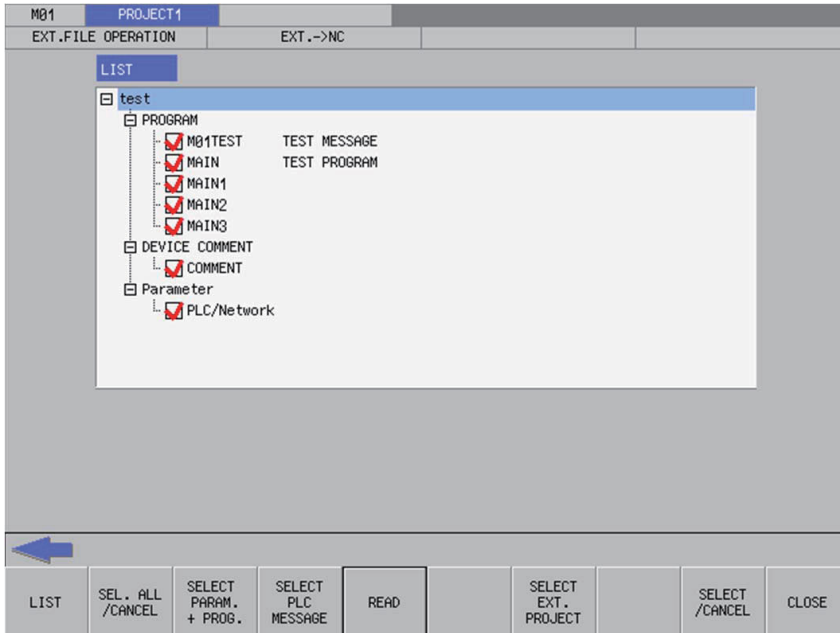 M01 PROJECT1
EXT.FILE OPERATION EXT.->NC
LIST
test
PROGRAM
M01TEST TEST MESSAGE
MAIN TEST PROGRAM
MAIN1
MAIN2
MAIN3
DEVICE COMMENT
COMMENT
Parameter
PLC/Network
LIST
SEL. ALL
/CANCEL
SELECT
PARAM.
+ PROG.
SELECT
PLC
MESSAGE
READ
SELECT
EXT.
PROJECT
SELECT
/CANCEL
CLOSE